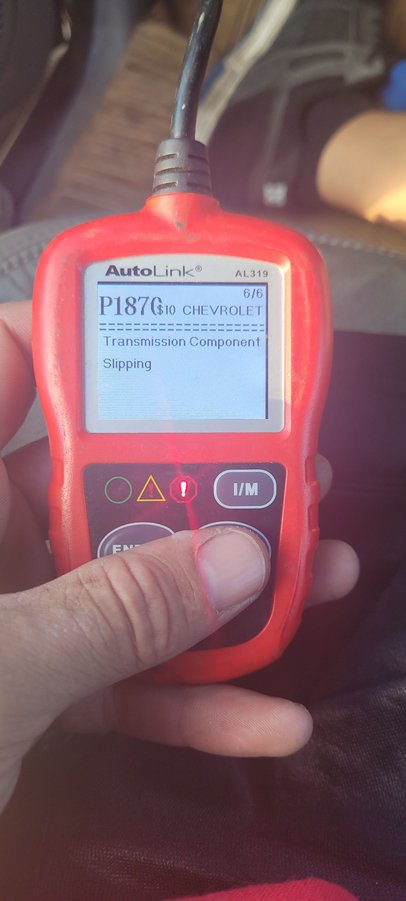 AutoLink®
AL319
6/6
P1870 $10 CHEVROLET
Transmission Component
Slipping
I/M